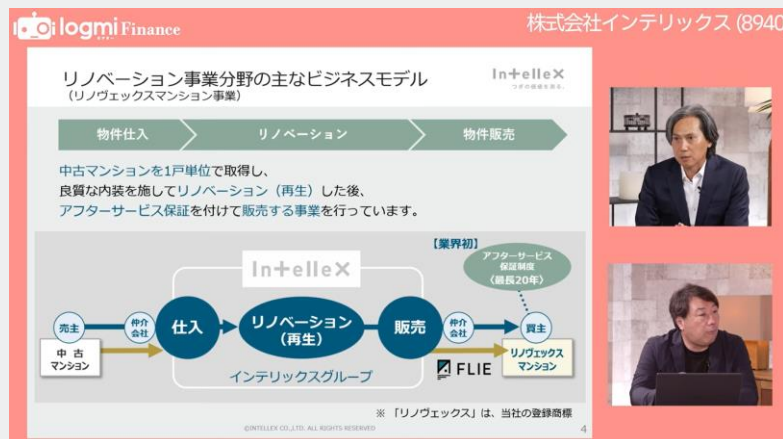 logmi Finance
株式会社インテリックス (8940
リノベーション事業分野の主なビジネスモデル
(リノヴェックスマンション事業)
Intellex
つぎの価値を測る。
物件仕入
リノベーション
物件販売
中古マンションを1戸単位で取得し、
良質な内装を施してリノベーション（再生）した後、
アフターサービス保証を付けて販売する事業を行っています。
【業界初】
アフターサービス
保証制度
〈最長20年〉
Intellex
売主
仲介
会社
仕入
リノベーション
（再生）
販売
仲介
会社
買主
中 古
マンション
インテリックスグループ
FLIE
リノヴェックス
マンション
※ 「リノヴェックス」は、当社の登録商標
©INTELLEX CO.,LTD. ALL RIGHTS RESERVED
4